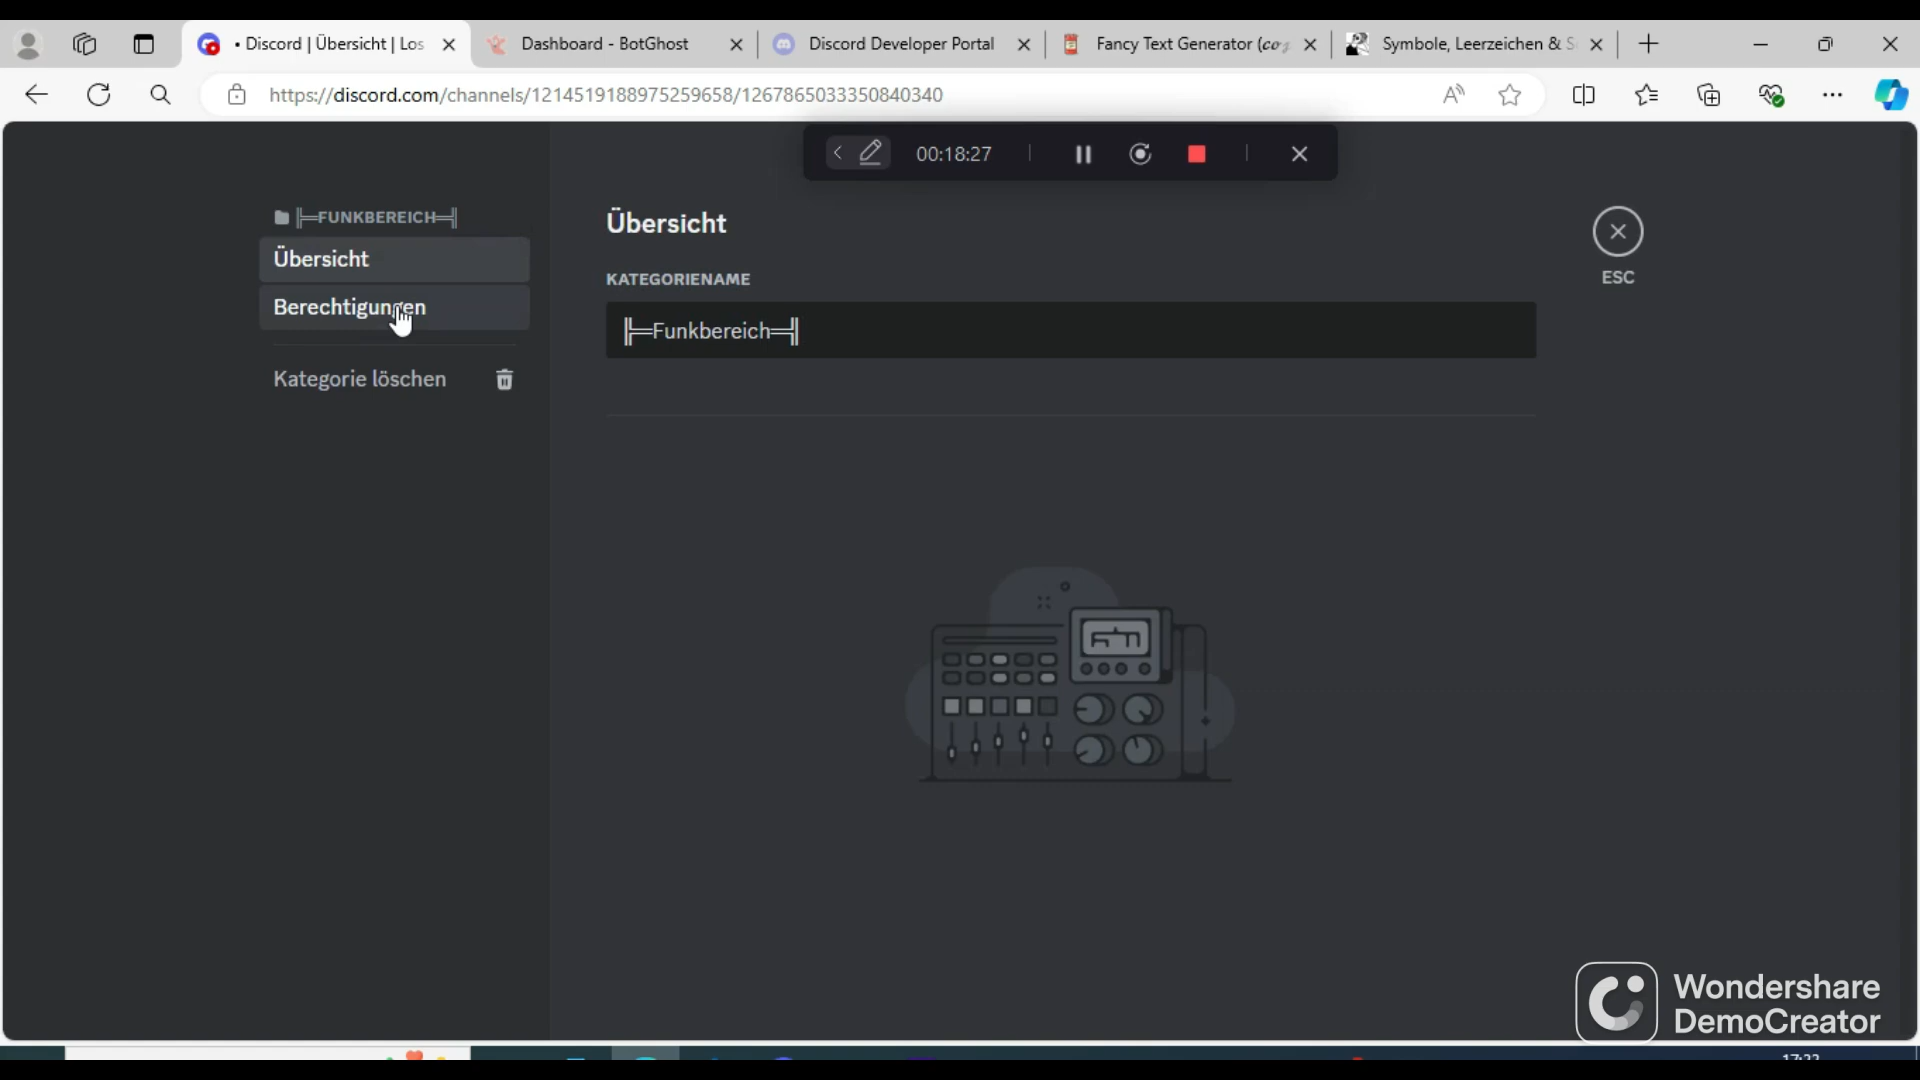 • Discord | Übersicht | Los
Dashboard - BotGhost
Discord Developer Portal
Fancy Text Generator (𝓬𝓸
Symbole, Leerzeichen & S
https://discord.com/channels/1214519188975259658/1267865033350840340
00:18:27
╠═FUNKBEREICH═╣
Übersicht
Berechtigungen
Kategorie löschen
Übersicht
KATEGORIENAME
╠═Funkbereich═╣
ESC
Wondershare
DemoCreator